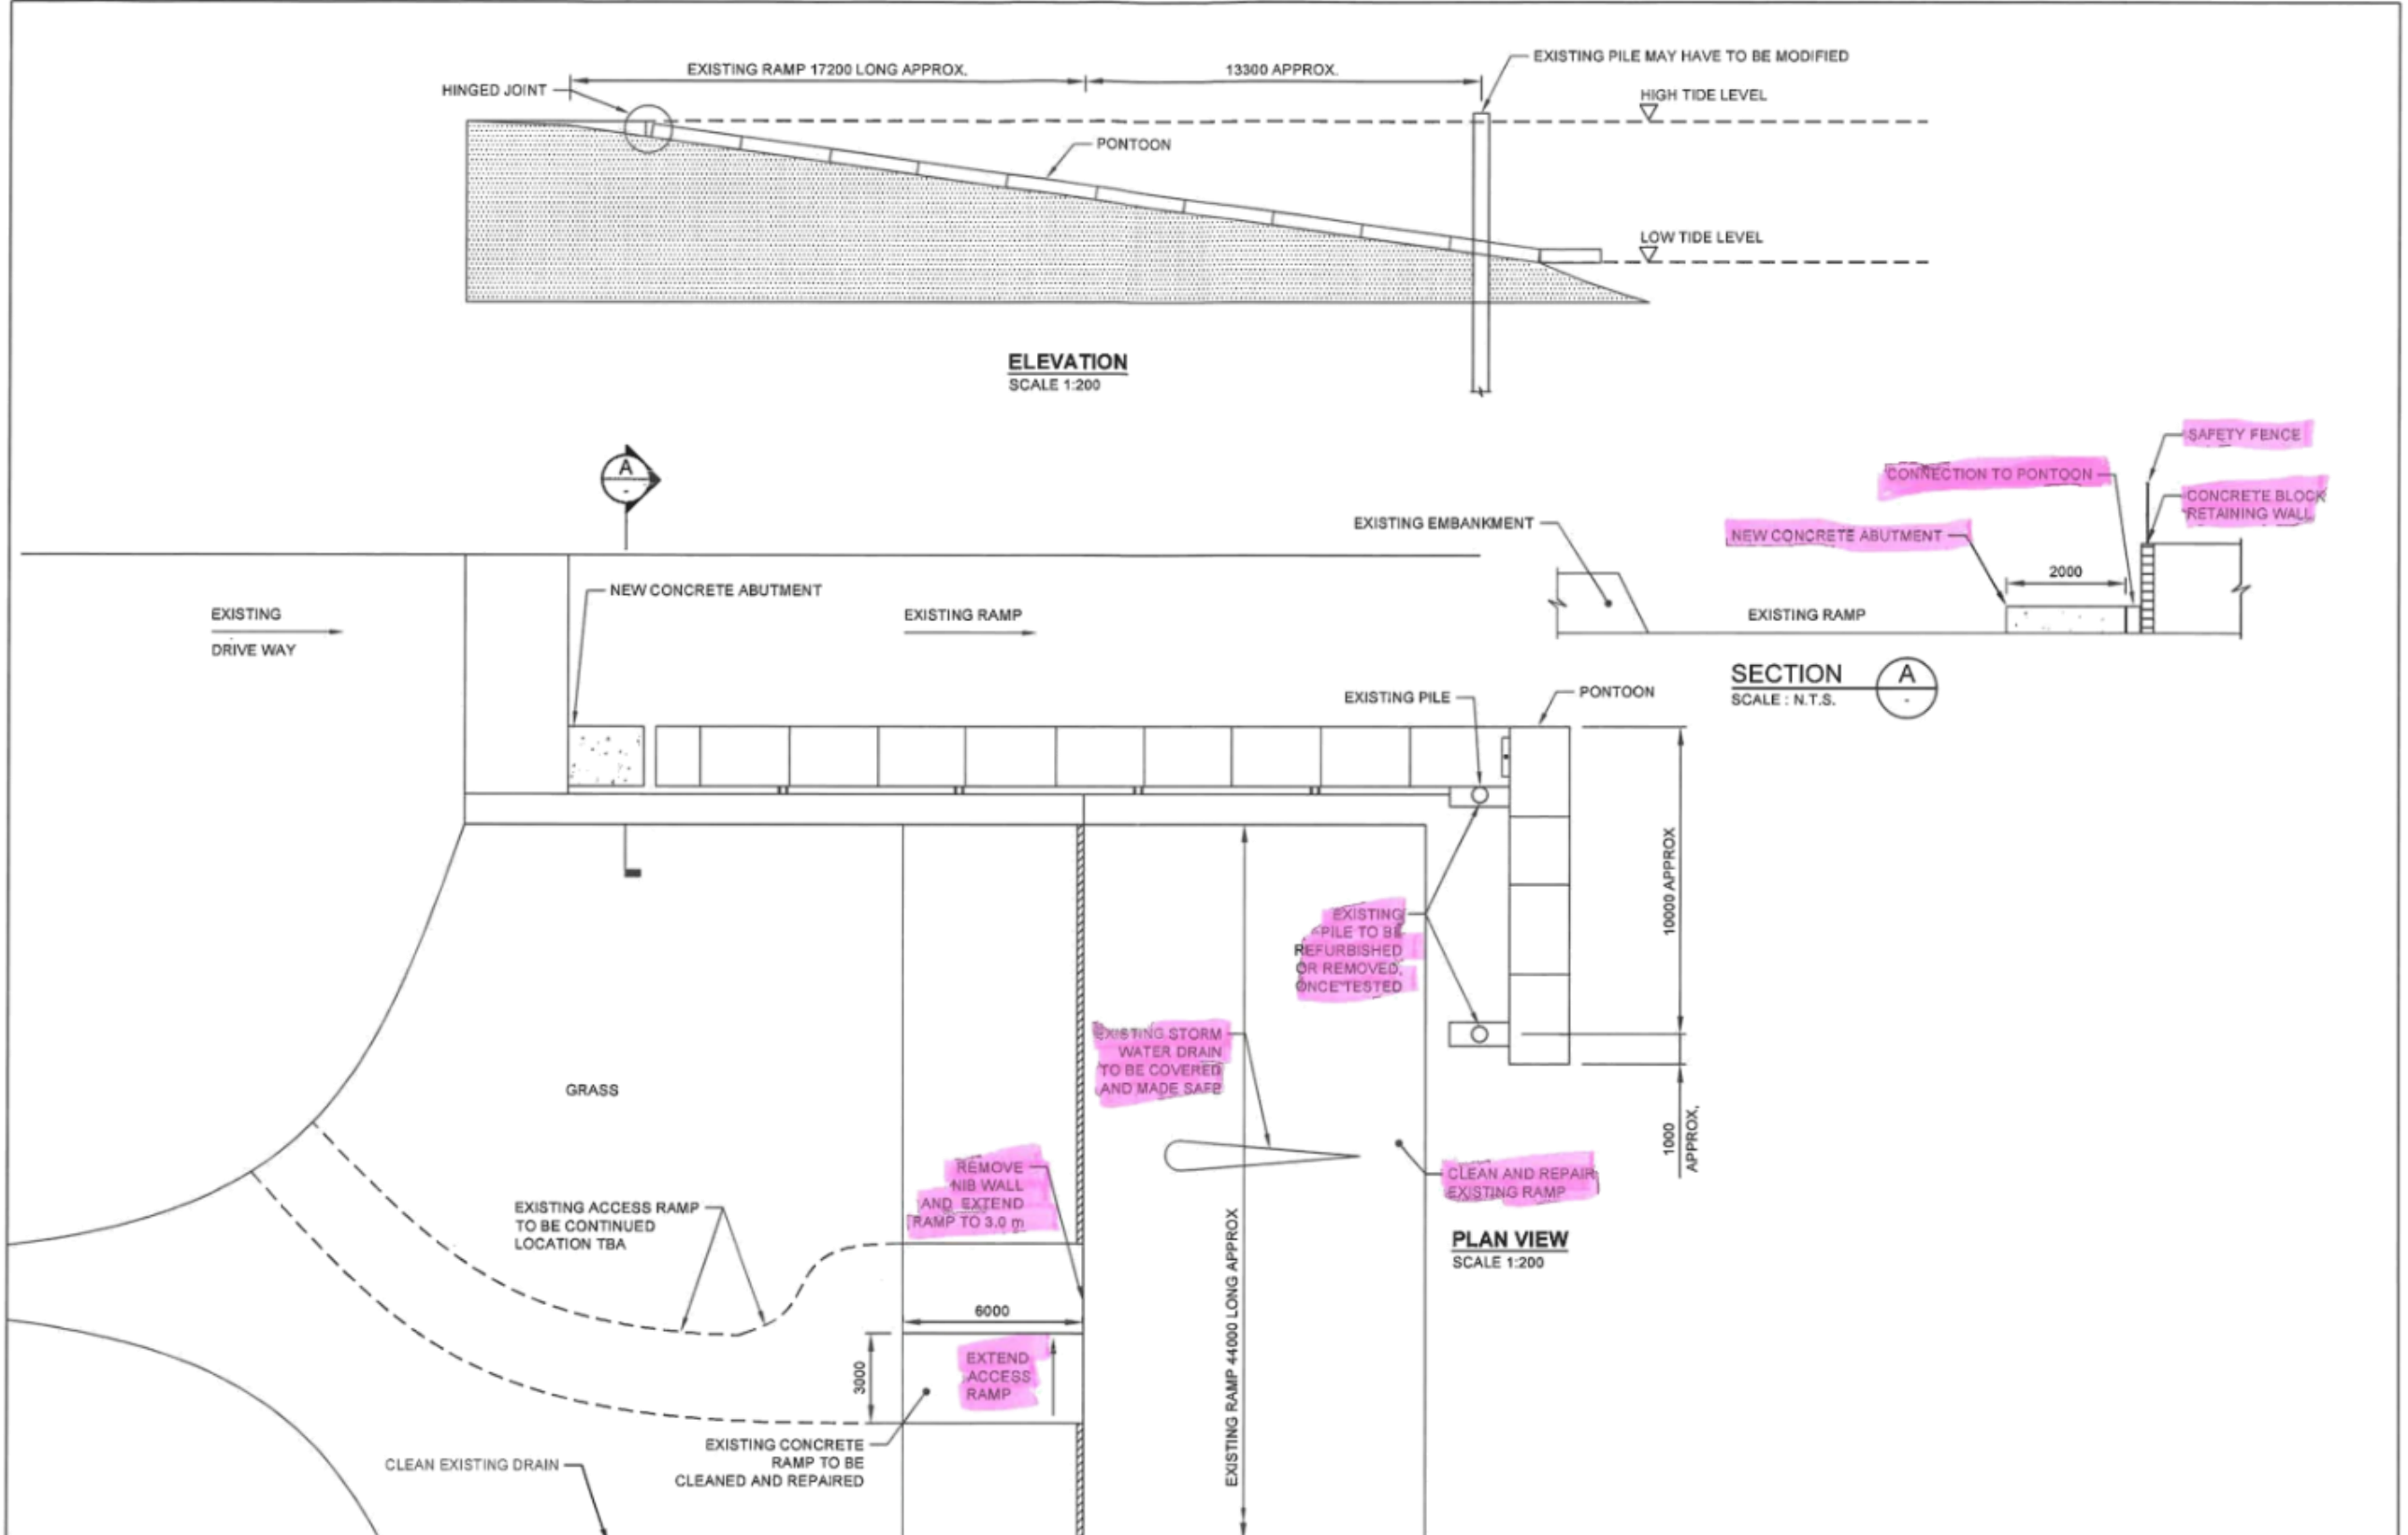 EXISTING RAMP 17200 LONG APPROX.
13300 APPROX.
EXISTING PILE MAY HAVE TO BE MODIFIED
HINGED JOINT
HIGH TIDE LEVEL
PONTOON
LOW TIDE LEVEL
ELEVATION
SCALE 1:200
A
-
SAFETY FENCE
CONNECTION TO PONTOON
CONCRETE BLOCK
RETAINING WALL
EXISTING EMBANKMENT
NEW CONCRETE ABUTMENT
2000
EXISTING RAMP
SECTION
SCALE : N.T.S.
A
-
EXISTING
DRIVE WAY
NEW CONCRETE ABUTMENT
EXISTING RAMP
EXISTING PILE
PONTOON
10000 APPROX
1000
APPROX.
EXISTING
PILE TO BE
REFURBISHED
OR REMOVED,
ONCE TESTED
EXISTING STORM
WATER DRAIN
TO BE COVERED
AND MADE SAFE
GRASS
REMOVE
NIB WALL
AND EXTEND
RAMP TO 3.0 m
CLEAN AND REPAIR
EXISTING RAMP
PLAN VIEW
SCALE 1:200
EXISTING ACCESS RAMP
TO BE CONTINUED
LOCATION TBA
6000
3000
EXTEND
ACCESS
RAMP
EXISTING RAMP 44000 LONG APPROX
EXISTING CONCRETE
RAMP TO BE
CLEANED AND REPAIRED
CLEAN EXISTING DRAIN